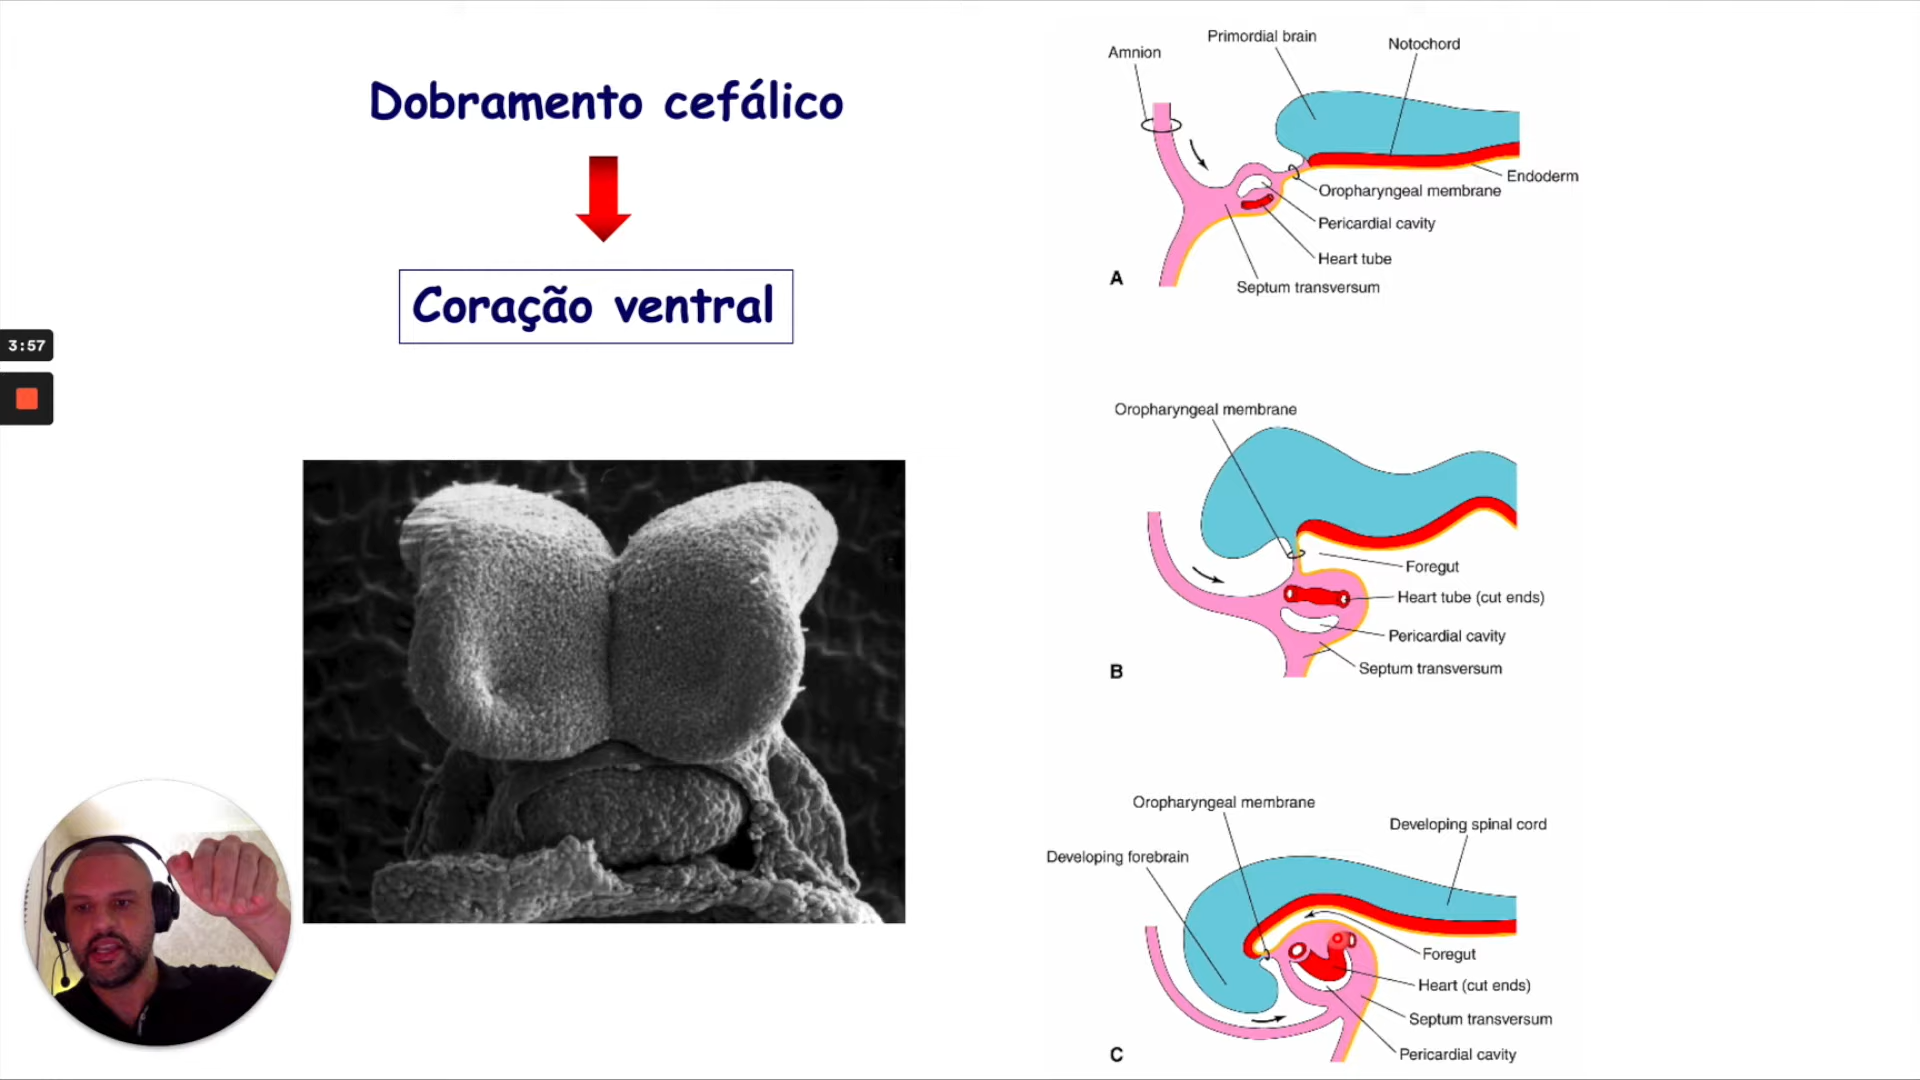 Dobramento cefálico
Coração ventral
3:57
Amnion
Primordial brain
Notochord
Endoderm
Oropharyngeal membrane
Pericardial cavity
Heart tube
Septum transversum
A
Oropharyngeal membrane
Foregut
Heart tube (cut ends)
Pericardial cavity
Septum transversum
B
Oropharyngeal membrane
Developing spinal cord
Developing forebrain
Foregut
Heart (cut ends)
Septum transversum
Pericardial cavity
C